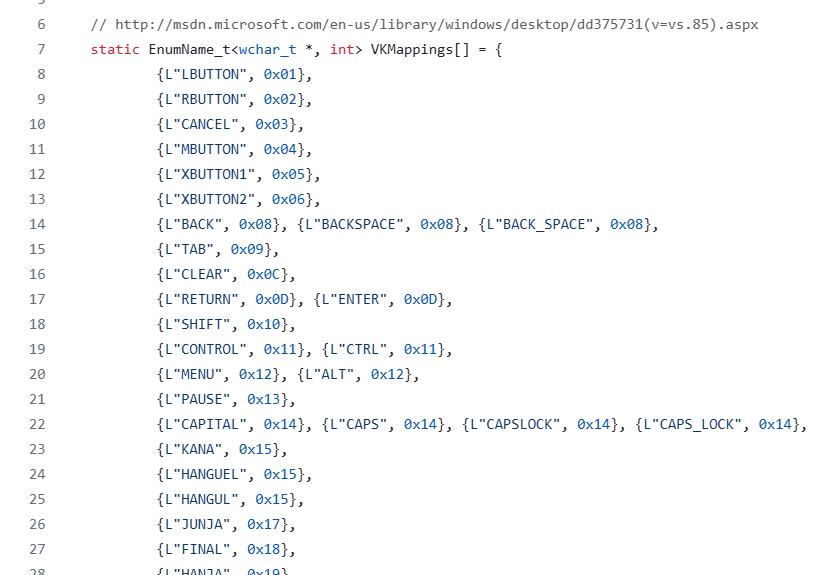 6 // http://msdn.microsoft.com/en-us/library/windows/desktop/dd375731(v=vs.85).aspx
7 static EnumName_t<wchar_t *, int> VKMappings[] = {
8 {L"LBUTTON", 0x01},
9 {L"RBUTTON", 0x02},
10 {L"CANCEL", 0x03},
11 {L"MBUTTON", 0x04},
12 {L"XBUTTON1", 0x05},
13 {L"XBUTTON2", 0x06},
14 {L"BACK", 0x08}, {L"BACKSPACE", 0x08}, {L"BACK_SPACE", 0x08},
15 {L"TAB", 0x09},
16 {L"CLEAR", 0x0C},
17 {L"RETURN", 0x0D}, {L"ENTER", 0x0D},
18 {L"SHIFT", 0x10},
19 {L"CONTROL", 0x11}, {L"CTRL", 0x11},
20 {L"MENU", 0x12}, {L"ALT", 0x12},
21 {L"PAUSE", 0x13},
22 {L"CAPITAL", 0x14}, {L"CAPS", 0x14}, {L"CAPSLOCK", 0x14}, {L"CAPS_LOCK", 0x14},
23 {L"KANA", 0x15},
24 {L"HANGUEL", 0x15},
25 {L"HANGUL", 0x15},
26 {L"JUNJA", 0x17},
27 {L"FINAL", 0x18},
28 {L"HANJA", 0x19},